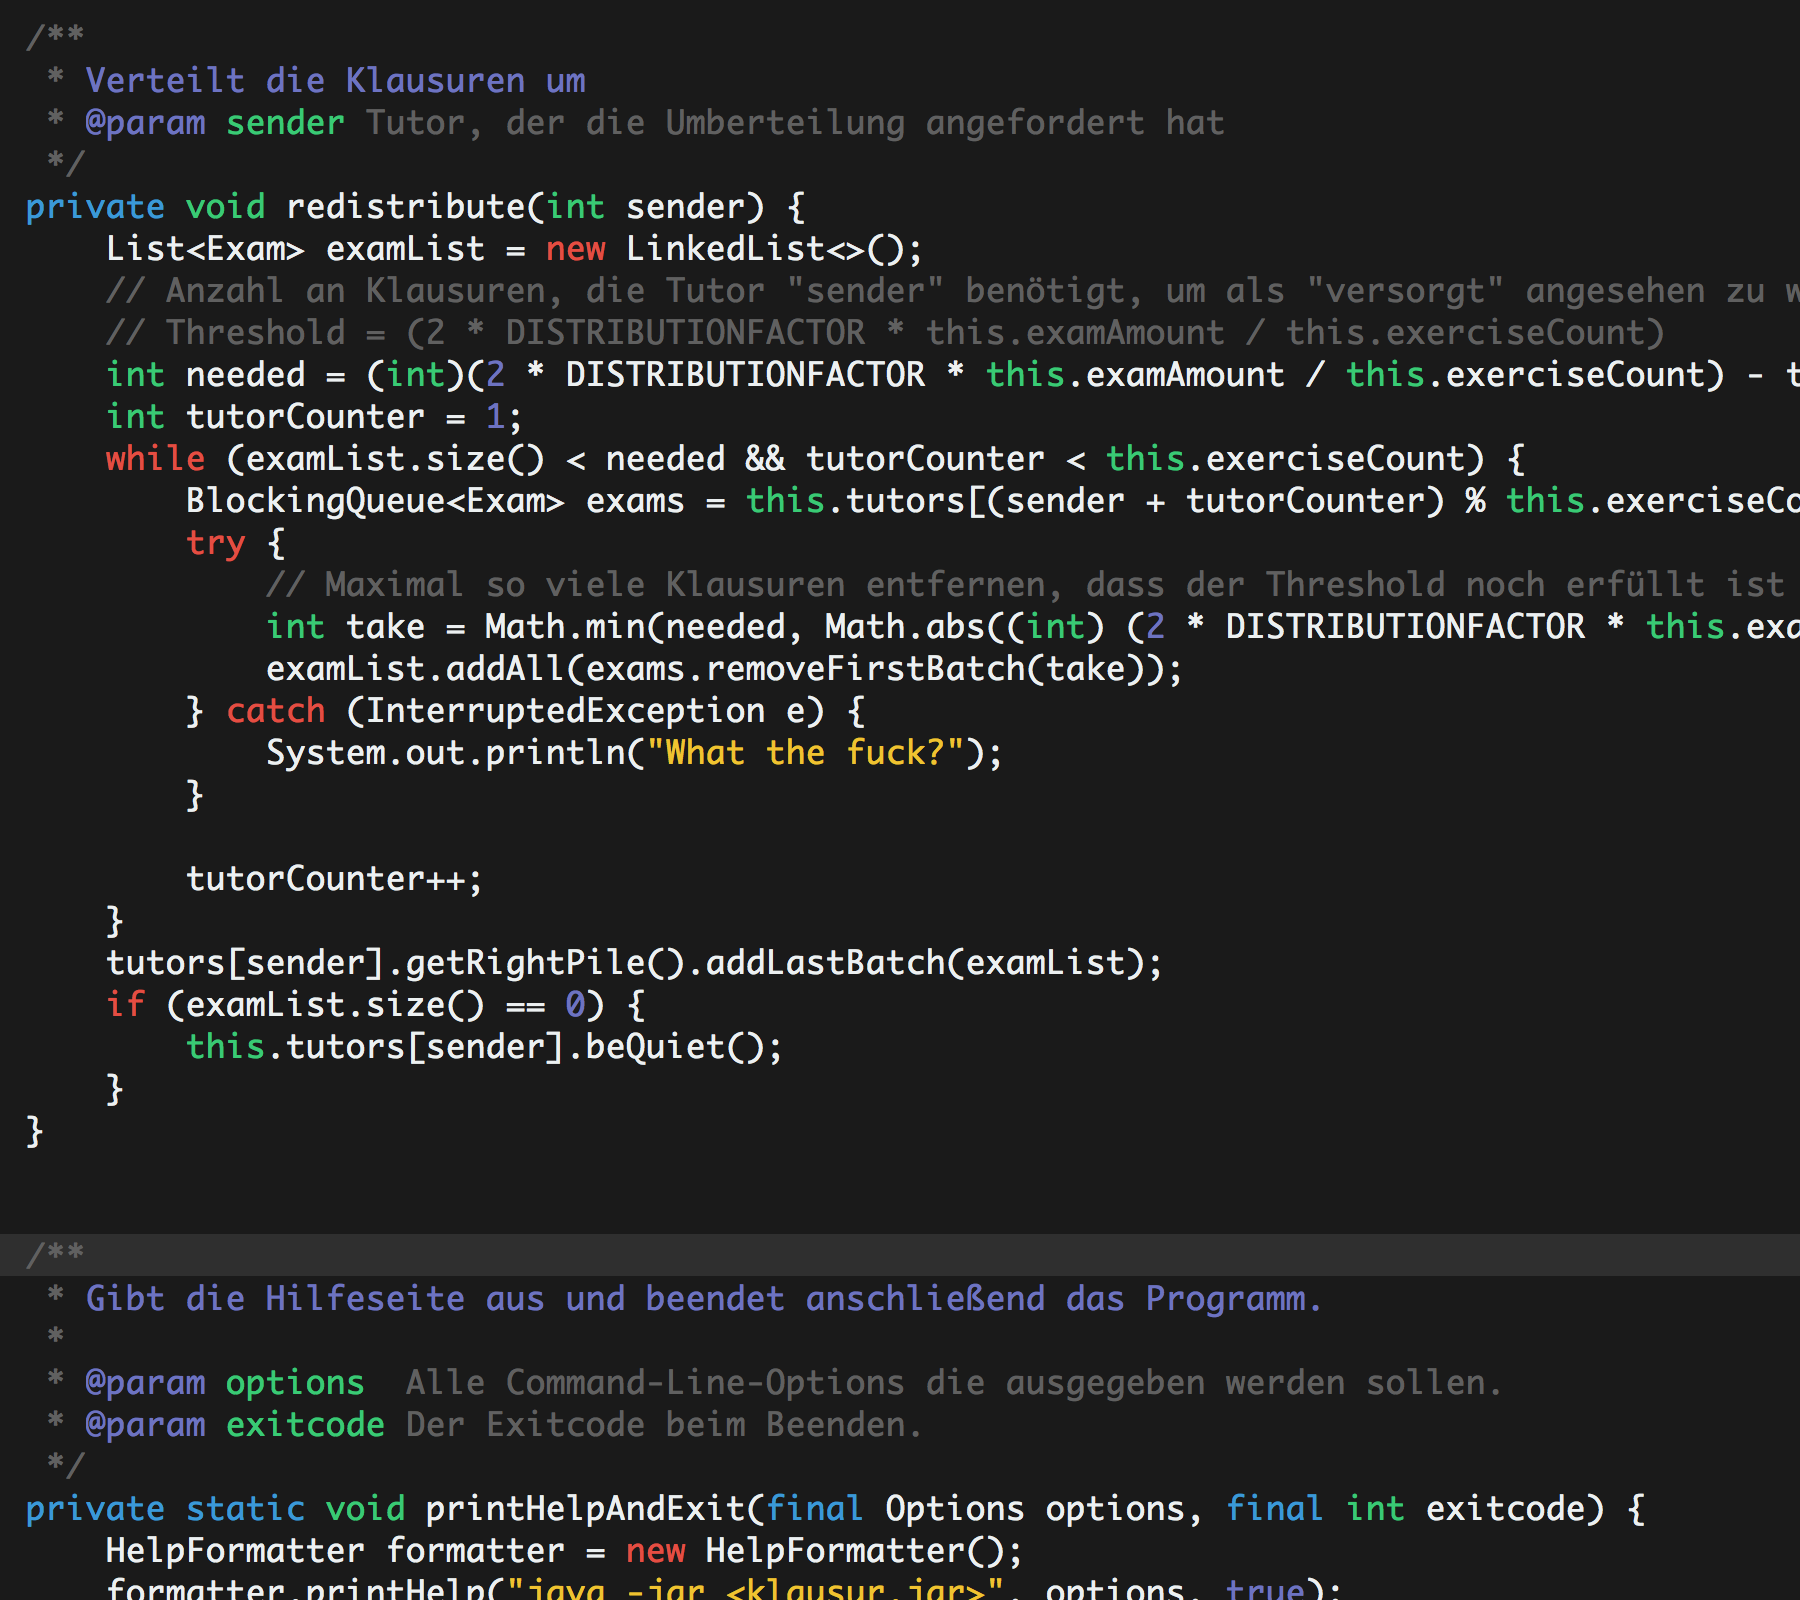 /**
 * Verteilt die Klausuren um
 * @param sender Tutor, der die Umberteilung angefordert hat
 */
private void redistribute(int sender) {
    List<Exam> examList = new LinkedList<>();
    // Anzahl an Klausuren, die Tutor "sender" benötigt, um als "versorgt" angesehen zu
    // Threshold = (2 * DISTRIBUTIONFACTOR * this.examAmount / this.exerciseCount)
    int needed = (int)(2 * DISTRIBUTIONFACTOR * this.examAmount / this.exerciseCount) -
    int tutorCounter = 1;
    while (examList.size() < needed && tutorCounter < this.exerciseCount) {
        BlockingQueue<Exam> exams = this.tutors[(sender + tutorCounter) % this.exerciseCo
        try {
            // Maximal so viele Klausuren entfernen, dass der Threshold noch erfüllt ist
            int take = Math.min(needed, Math.abs((int) (2 * DISTRIBUTIONFACTOR * this.exa
            examList.addAll(exams.removeFirstBatch(take));
        } catch (InterruptedException e) {
            System.out.println("What the fuck?");
        }
        tutorCounter++;
    }
    tutors[sender].getRightPile().addLastBatch(examList);
    if (examList.size() == 0) {
        this.tutors[sender].beQuiet();
    }
}
/**
 * Gibt die Hilfeseite aus und beendet anschließend das Programm.
 *
 * @param options  Alle Command-Line-Options die ausgegeben werden sollen.
 * @param exitcode Der Exitcode beim Beenden.
 */
private static void printHelpAndExit(final Options options, final int exitcode) {
    HelpFormatter formatter = new HelpFormatter();
    formatter.printHelp("java -jar <klausur.jar>", options, true);